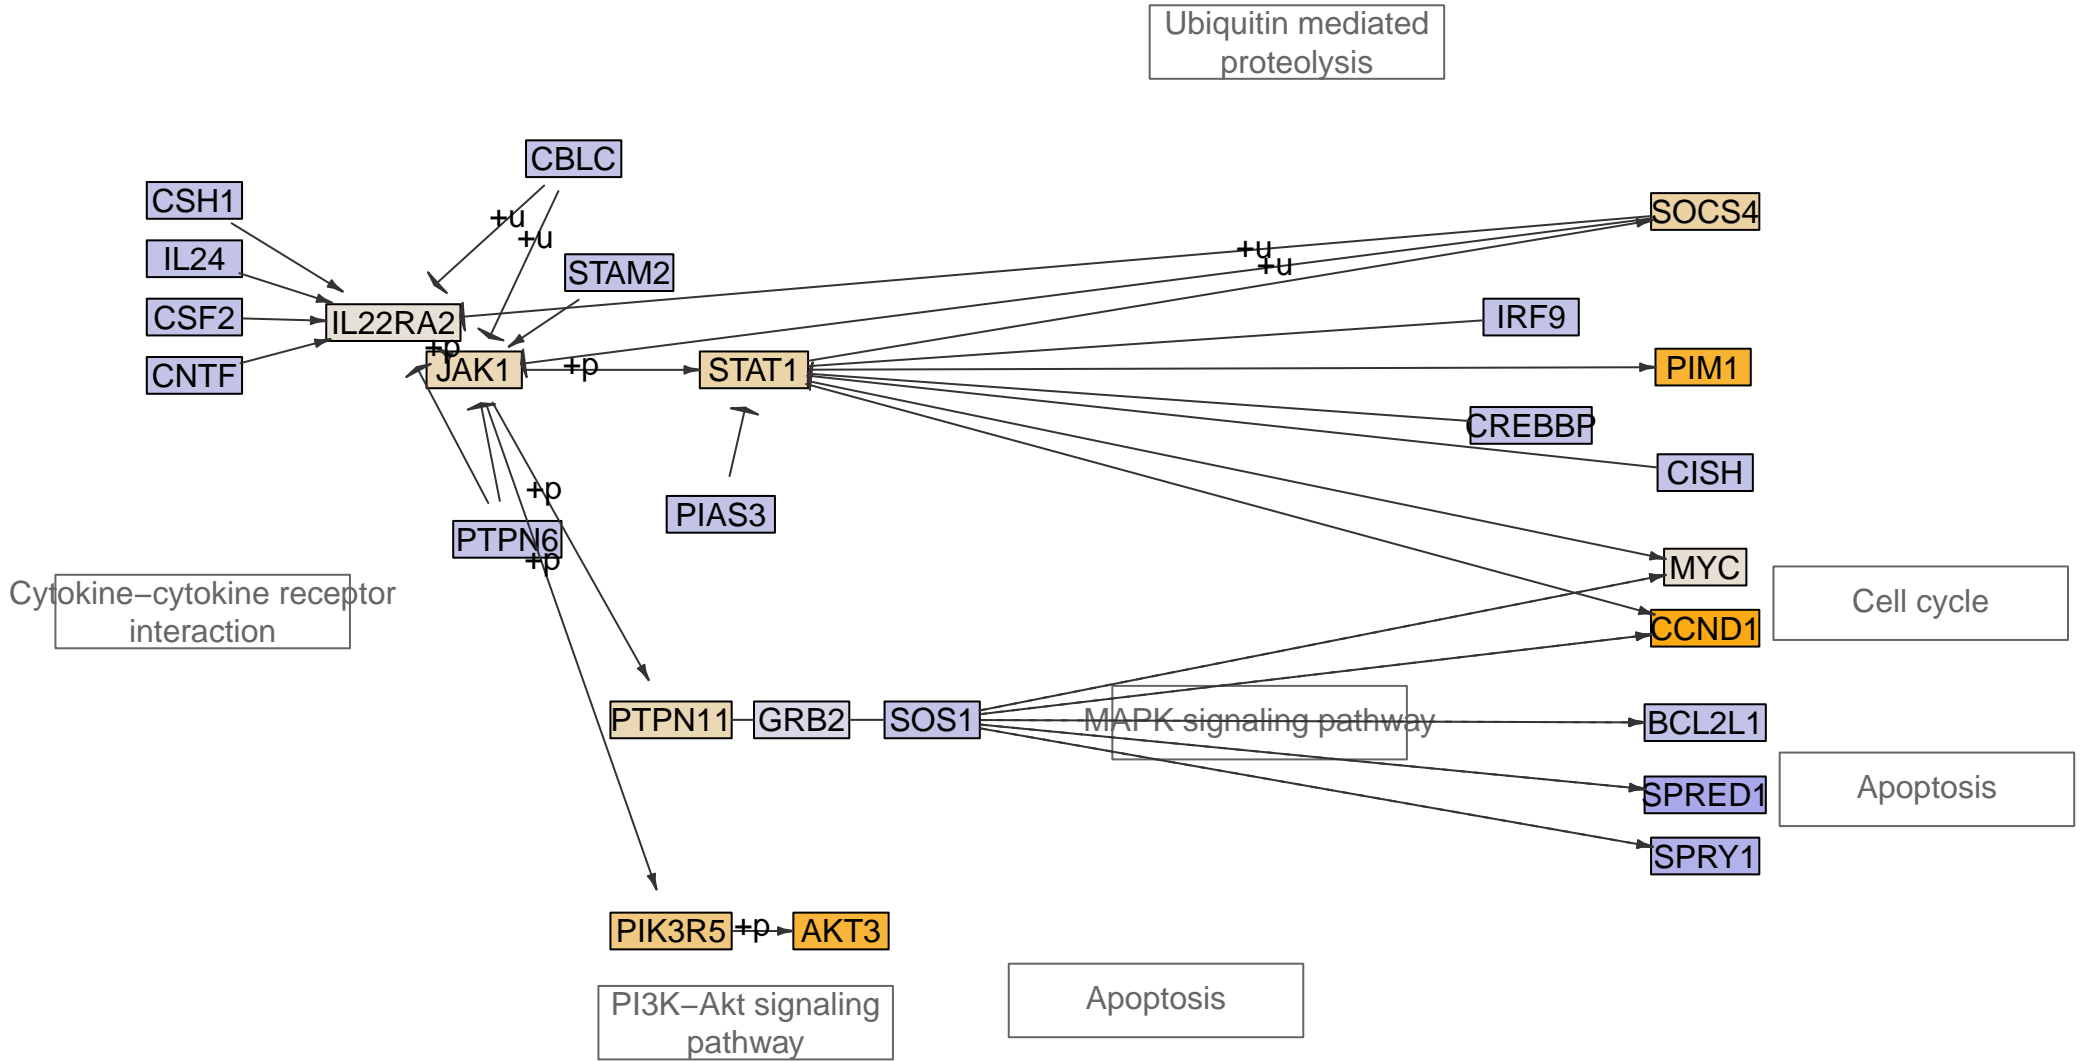 Ubiquitin mediated
proteolysis
CBLC
CSH1
SOCS4
+u
+u
+u
+u
IL24
STAM2
CSF2
IL22RA2
IRF9
+p
CNTF
JAK1
+p
STAT1
PIM1
CREBBP
CISH
+p
PIAS3
PTPN6
+p
MYC
Cytokine−cytokine receptor
interaction
Cell cycle
CCND1
PTPN11
GRB2
SOS1
MAPK signaling pathway
BCL2L1
SPRED1
Apoptosis
SPRY1
PIK3R5
+p
AKT3
PI3K−Akt signaling
pathway
Apoptosis